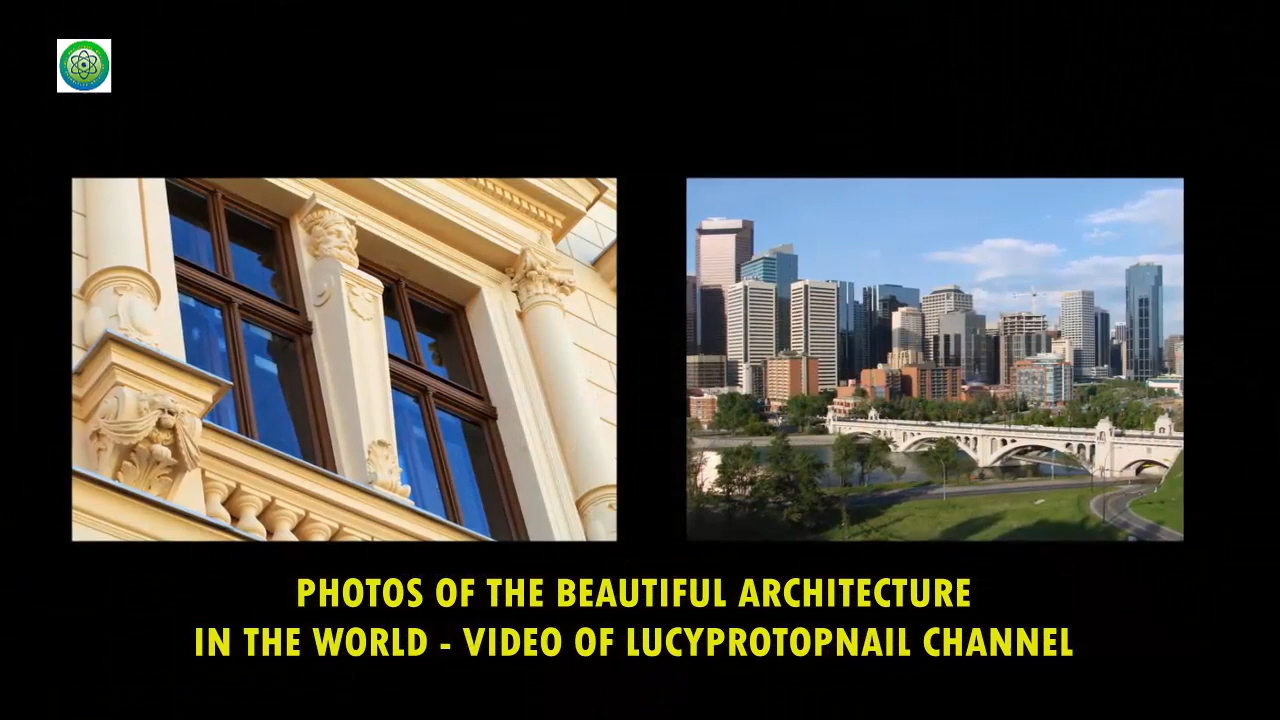 PHOTOS OF THE BEAUTIFUL ARCHITECTURE
IN THE WORLD - VIDEO OF LUCYPROTOPNAIL CHANNEL